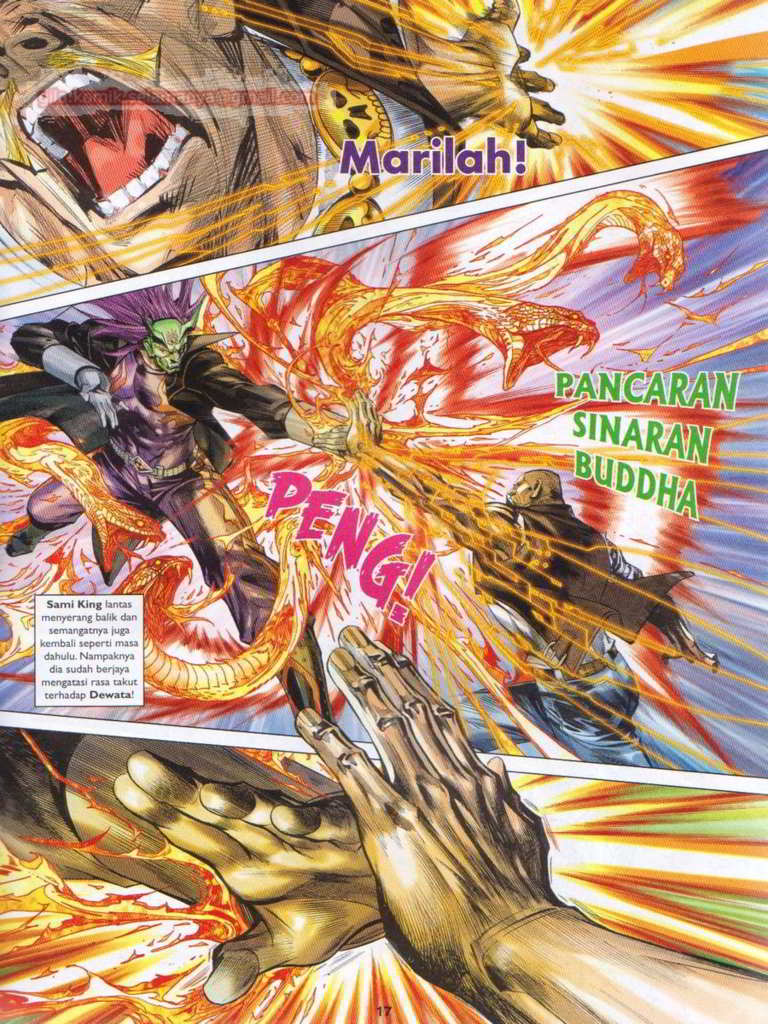 Marilah!
PANCARAN
SINARAN
BUDDHA
PENG!
Sami King lantas
menyerang balik dan
semangatnya juga
kembali seperti masa
dahulu. Nampaknya
dia sudah berjaya
mengatasi rasa takut
terhadap Dewata!
17